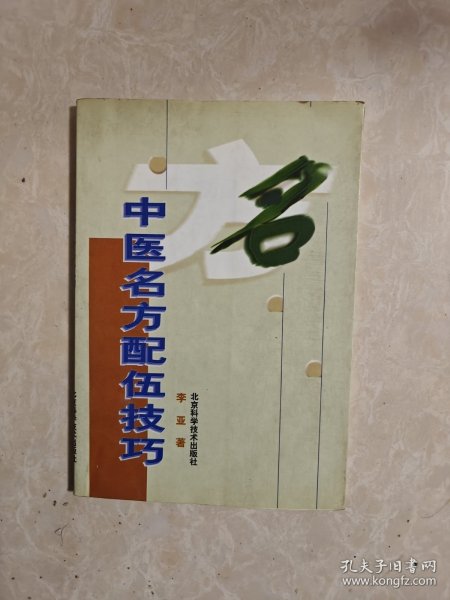 名
方
中医名方配伍技巧
李亚著
北京科学技术出版社
孔夫子旧书网
www.kongfz.com